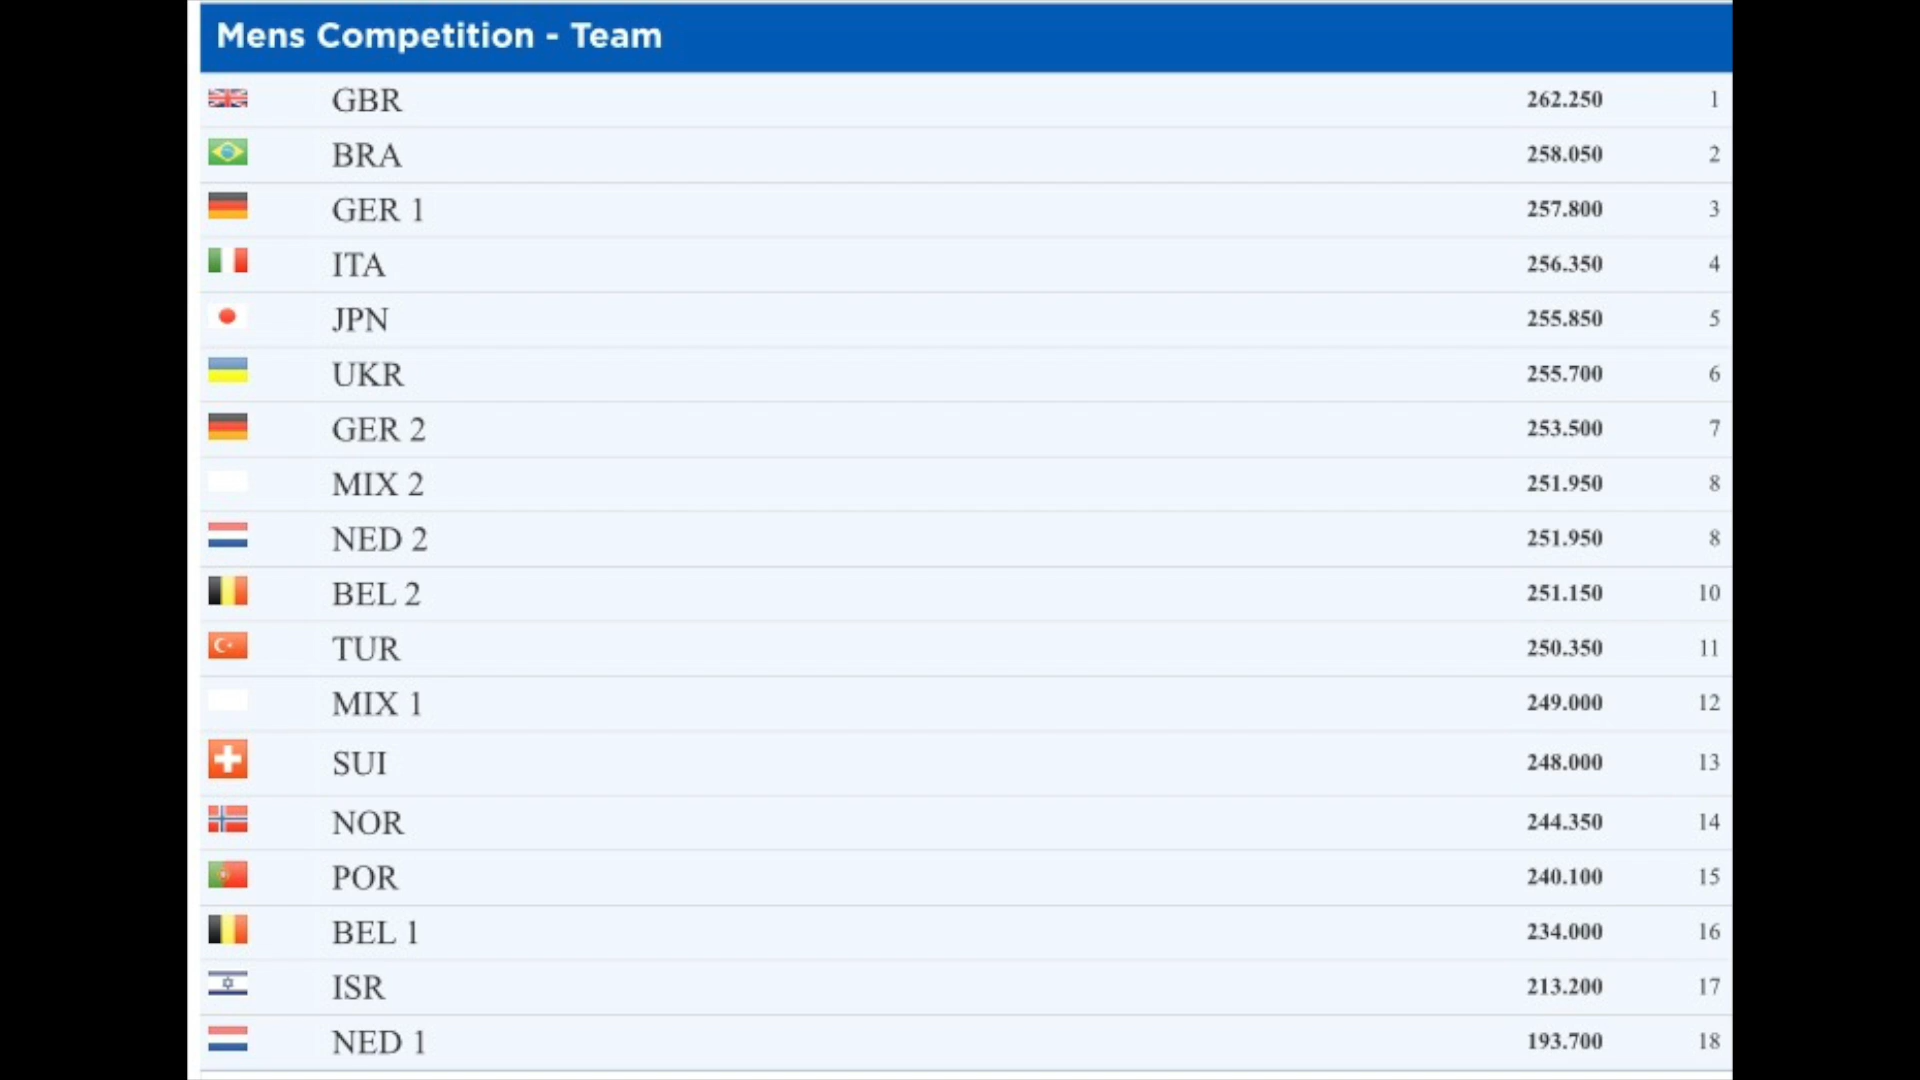 Mens Competition - Team
GBR 262.250 1
BRA 258.050 2
GER 1 257.800 3
ITA 256.350 4
JPN 255.850 5
UKR 255.700 6
GER 2 253.500 7
MIX 2 251.950 8
NED 2 251.950 8
BEL 2 251.150 10
TUR 250.350 11
MIX 1 249.000 12
SUI 248.000 13
NOR 244.350 14
POR 240.100 15
BEL 1 234.000 16
ISR 213.200 17
NED 1 193.700 18